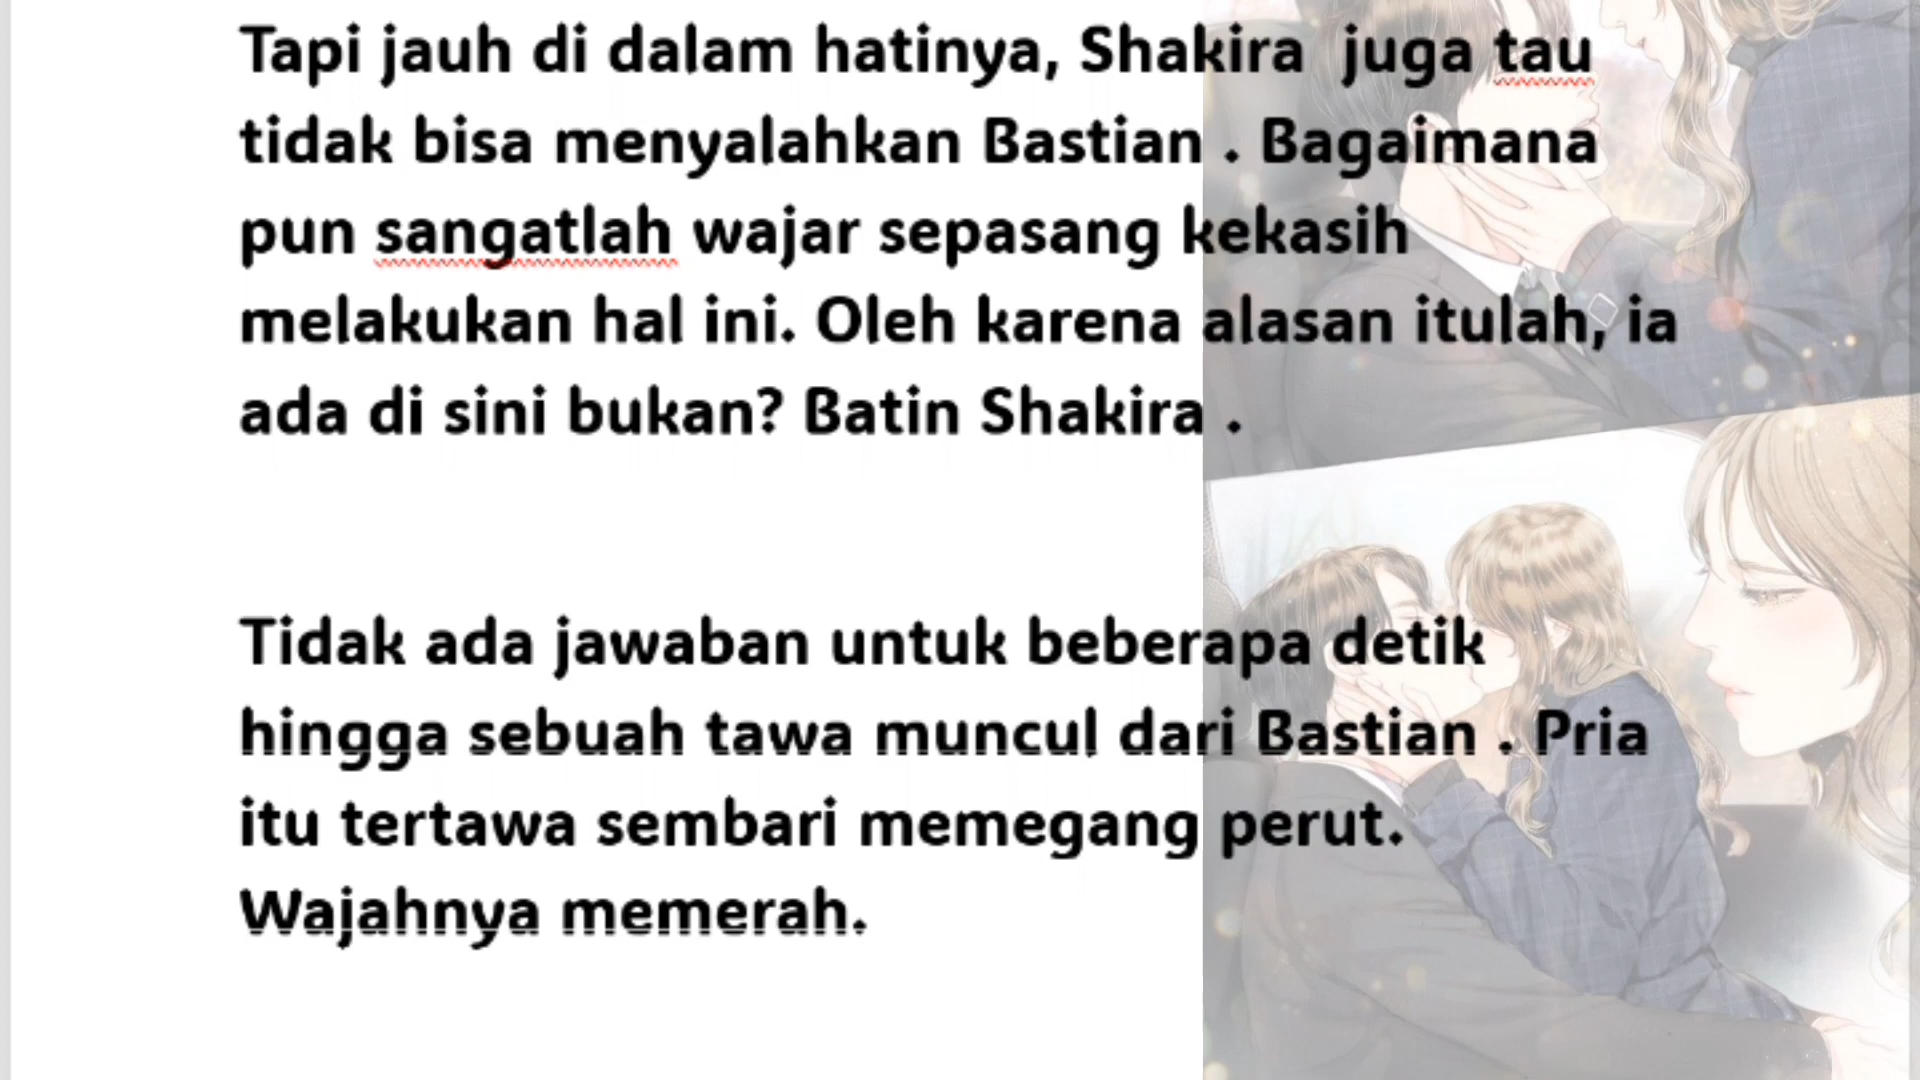 Tapi jauh di dalam hatinya, Shakira  juga tau
tidak bisa menyalahkan Bastian . Bagaimana
pun sangatlah wajar sepasang kekasih
melakukan hal ini. Oleh karena alasan itulah, ia
ada di sini bukan? Batin Shakira .
Tidak ada jawaban untuk beberapa detik
hingga sebuah tawa muncul dari Bastian . Pria
itu tertawa sembari memegang perut.
Wajahnya memerah.